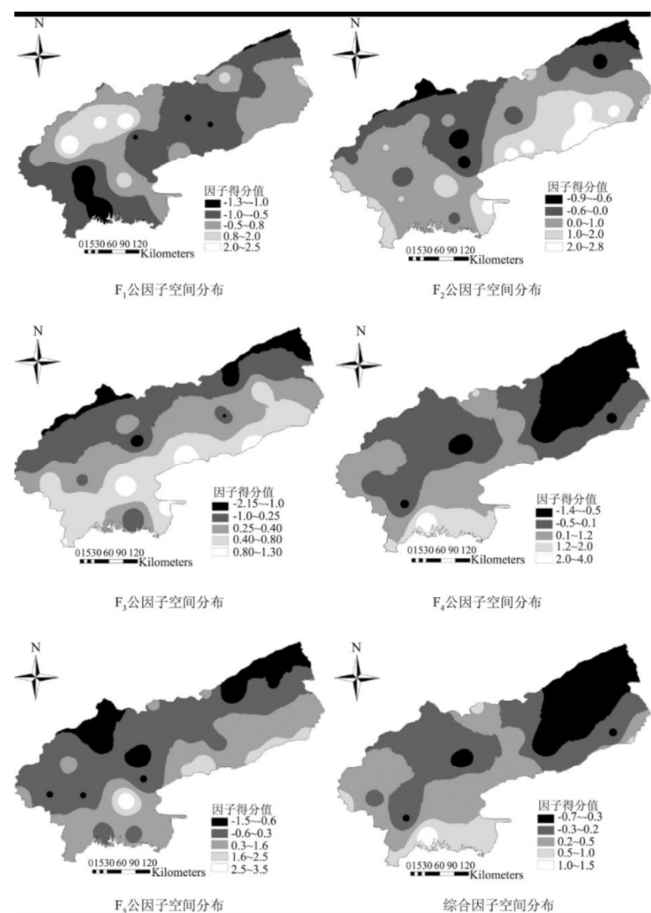 N
因子得分值
-1.3~-1.0
-1.0~-0.5
-0.5~0.8
0.8~2.0
2.0~2.5
01530 60 90 120
Kilometers
F₁公因子空间分布
N
因子得分值
-0.9~-0.6
-0.6~0.0
0.0~1.0
1.0~2.0
2.0~2.8
01530 60 90 120
Kilometers
F₂公因子空间分布
N
因子得分值
-2.15~-1.0
-1.0~0.25
0.25~0.40
0.40~0.80
0.80~1.30
01530 60 90 120
Kilometers
F₃公因子空间分布
N
因子得分值
-1.4~-0.5
-0.5~0.1
0.1~1.2
1.2~2.0
2.0~4.0
01530 60 90 120
Kilometers
F₄公因子空间分布
N
因子得分值
-1.5~-0.6
-0.6~0.3
0.3~1.6
1.6~2.5
2.5~3.5
01530 60 90 120
Kilometers
F₅公因子空间分布
N
因子得分值
-0.7~-0.3
-0.3~0.2
0.2~0.5
0.5~1.0
1.0~1.5
01530 60 90 120
Kilometers
综合因子空间分布